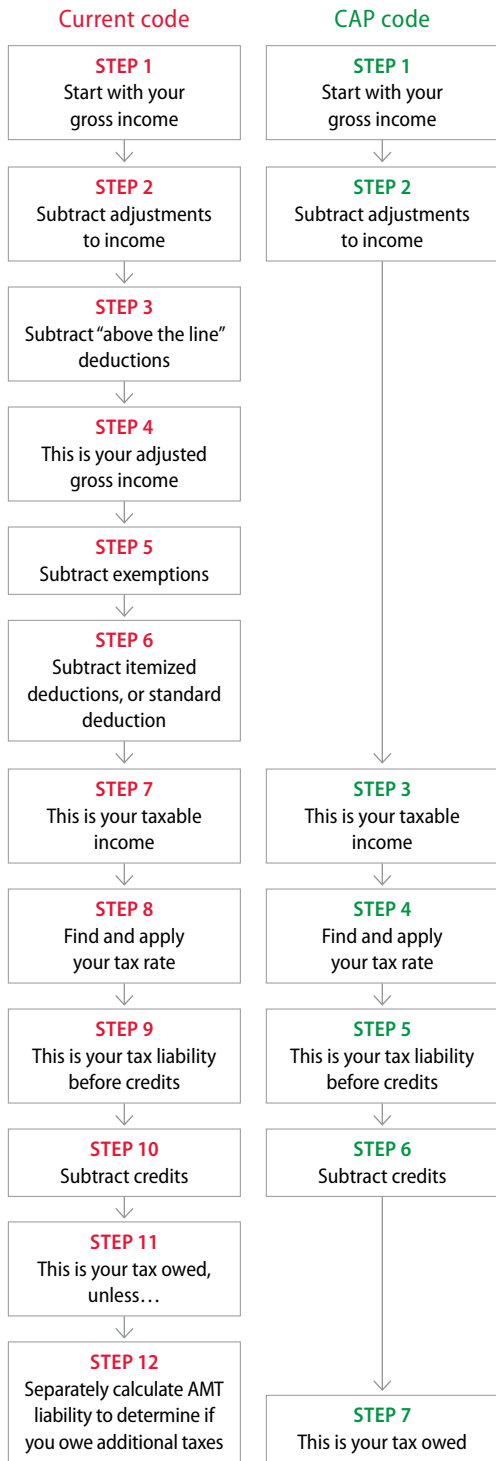 Current code
STEP 1
Start with your
gross income
STEP 2
Subtract adjustments
to income
STEP 3
Subtract “above the line”
deductions
STEP 4
This is your adjusted
gross income
STEP 5
Subtract exemptions
STEP 6
Subtract itemized
deductions, or standard
deduction
STEP 7
This is your taxable
income
STEP 8
Find and apply
your tax rate
STEP 9
This is your tax liability
before credits
STEP 10
Subtract credits
STEP 11
This is your tax owed,
unless…
STEP 12
Separately calculate AMT
liability to determine if
you owe additional taxes
CAP code
STEP 1
Start with your
gross income
STEP 2
Subtract adjustments
to income
STEP 3
This is your taxable
income
STEP 4
Find and apply
your tax rate
STEP 5
This is your tax liability
before credits
STEP 6
Subtract credits
STEP 7
This is your tax owed